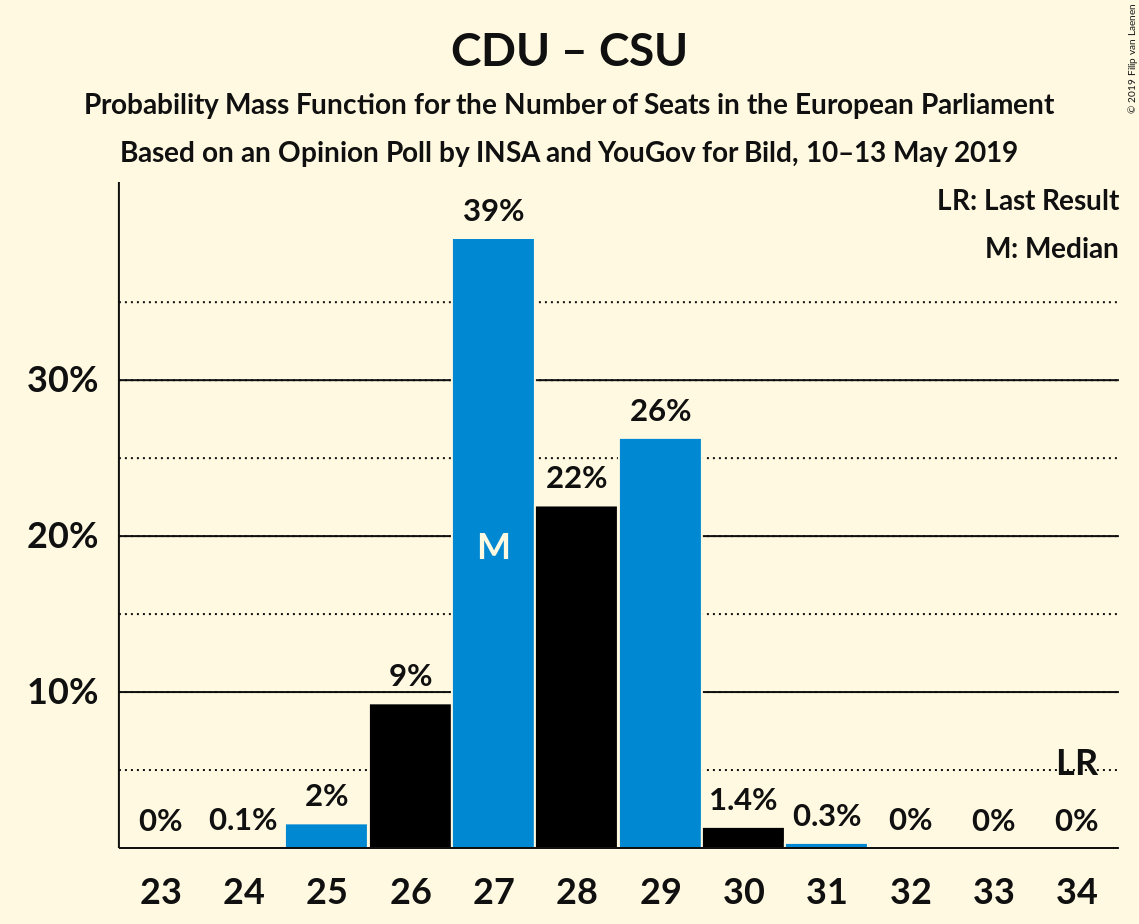 © 2019 Filip van Laenen
CDU – CSU
Probability Mass Function for the Number of Seats in the European Parliament
Based on an Opinion Poll by INSA and YouGov for Bild, 10–13 May 2019
LR: Last Result
M: Median
39%
30%
26%
22%
20%
M
9%
10%
LR
0%
0.1%
2%
1.4%
0.3%
0%
0%
0%
23 24 25 26 27 28 29 30 31 32 33 34